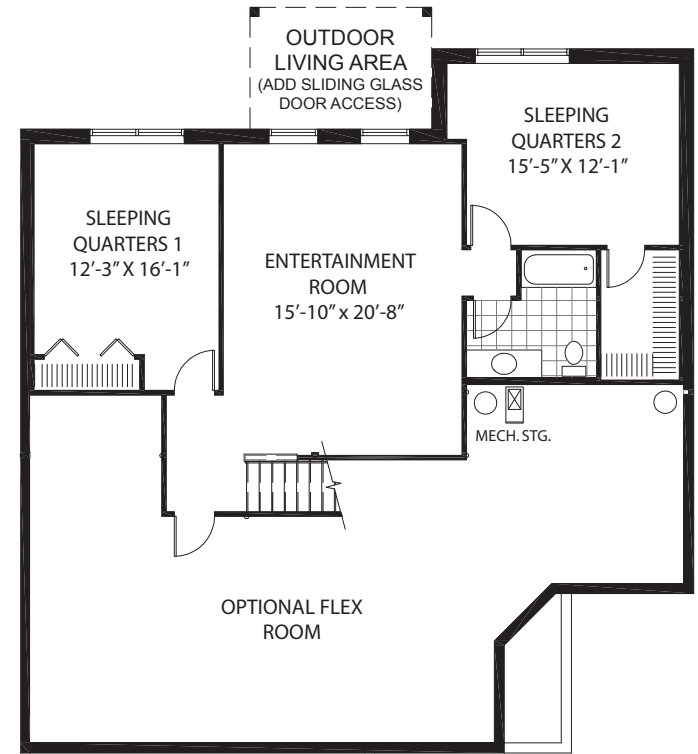 OUTDOOR
LIVING AREA
(ADD SLIDING GLASS
DOOR ACCESS)
SLEEPING
QUARTERS 2
15'-5" X 12'-1"
SLEEPING
QUARTERS 1
12'-3" X 16'-1"
ENTERTAINMENT
ROOM
15'-10" x 20'-8"
MECH. STG.
OPTIONAL FLEX
ROOM